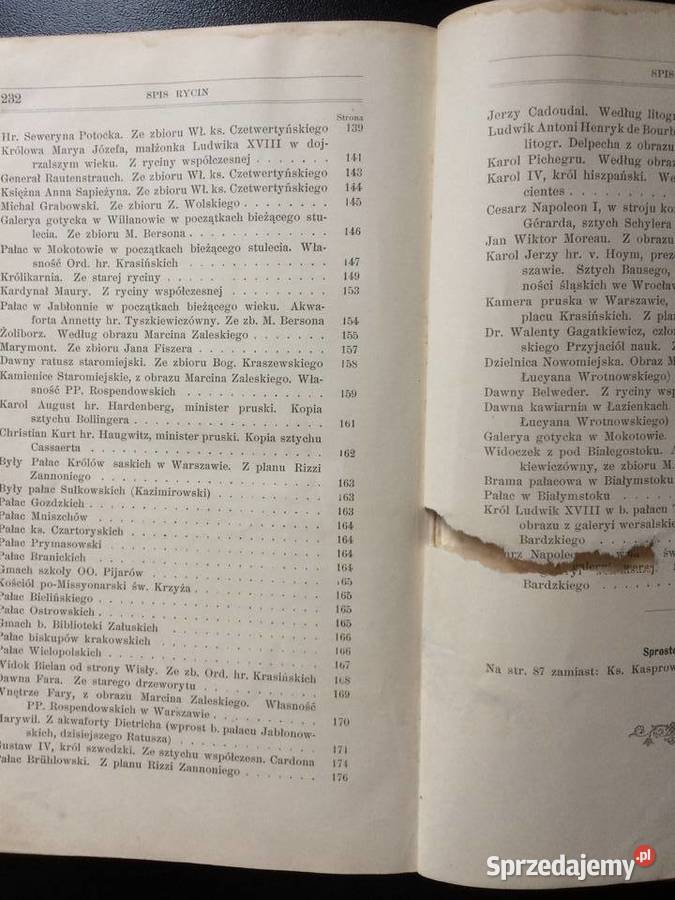 232
SPIS RYCIN
Strona
Hr. Seweryna Potocka. Ze zbioru Wł. ks. Czetwertyńskiego 139
Królowa Marya Józefa, małżonka Ludwika XVIII w doj-
rzalszym wieku. Z ryciny współczesnej . . . . . . . 141
Generał Rautenstrauch. Ze zbioru Wł. ks. Czetwertyńskiego 143
Księżna Anna Sapieżyna. Ze zbioru Wł. ks. Czetwertyńskiego 144
Michał Grabowski. Ze zbioru Z. Wolskiego . . . . . . . 145
Galerya gotycka w Wilanowie w początkach bieżącego stu-
lecia. Ze zbioru M. Bersona . . . . . . . 146
Pałac w Mokotowie w początkach bieżącego stulecia. Wła-
sność Ord. hr. Krasińskich . . . . . . . 147
Królikarnia. Ze starej ryciny . . . . . . . 149
Kardynał Maury. Z ryciny współczesnej . . . . . . . 153
Pałac w Jabłonnie w początkach bieżącego wieku. Akwa-
forta Annetty hr. Tyszkiewiczówny. Ze zb. M. Bersona 154
Żoliborz. Według obrazu Marcina Zaleskiego . . . . . . . 155
Marymont. Ze zbioru Jana Fiszera . . . . . . . 157
Dawny ratusz staromiejski. Ze zbioru Bog. Kraszewskiego 158
Kamienice Staromiejskie, z obrazu Marcina Zaleskiego. Wła-
sność PP. Rospendowskich . . . . . . . 159
Karol August hr. Hardenberg, minister pruski. Kopia
sztychu Bollingera . . . . . . . 161
Christian Kurt hr. Haugwitz, minister pruski. Kopia sztychu
Cassaerta . . . . . . . 162
Były Pałac Królów saskich w Warszawie. Z planu Rizzi
Zannoniego . . . . . . . 163
Były pałac Sułkowskich (Kazimirowski) . . . . . . . 163
Pałac Gozdzkich . . . . . . . 163
Pałac Mniszchów . . . . . . . 164
Pałac ks. Czartoryskich . . . . . . . 164
Pałac Prymasowski . . . . . . . 164
Pałac Branickich . . . . . . . 164
Gmach szkoły OO. Pijarów . . . . . . . 164
Kościół po-Missyonarski św. Krzyża . . . . . . . 165
Pałac Bielińskiego . . . . . . . 165
Pałac Ostrowskich . . . . . . . 165
Gmach b. Biblioteki Załuskich . . . . . . . 165
Pałac biskupów krakowskich . . . . . . . 166
Pałac Wielopolskich . . . . . . . 166
Widok Bielan od strony Wisły. Ze zb. Ord. hr. Krasińskich 167
Dawna Fara. Ze starego drzeworytu . . . . . . . 168
Wnętrze Fary, z obrazu Marcina Zaleskiego. Własność
PP. Rospendowskich w Warszawie . . . . . . . 169
Marywil. Z akwaforty Dietricha (wprost b. pałacu Jabłonow-
skich, dzisiejszego Ratusza) . . . . . . . 170
Gustaw IV, król szwedzki. Ze sztychu współczesn. Cardona 171
Pałac Brühlowski. Z planu Rizzi Zannoniego . . . . . . . 174
176
SPIS
Jerzy Cadoudal. Według litogr
Ludwik Antoni Henryk de Bourb
litogr. Delpecha z obrazu
Karol Pichegru. Według obraz
Karol IV, król hiszpański. We
cientes . . . . . . .
Cesarz Napoleon I, w stroju ko
Gérarda, sztych Schylera
Jan Wiktor Moreau. Z obrazu
Karol Jerzy hr. v. Hoym, preze
szawie. Sztych Bausego,
ności śląskich we Wrocław
Kamera pruska w Warszawie,
placu Krasińskich. Z plan
Dr. Walenty Gagatkiewicz, człon
skiego Przyjaciół nauk. Z
Dzielnica Nowomiejska. Obraz M
Lucyana Wrotnowskiego)
Dawny Belweder. Z ryciny wsp
Dawna kawiarnia w Łazienkach.
Lucyana Wrotnowskiego)
Galerya gotycka w Mokotowie.
Widoczek z pod Białegostoku. A
kiewiczówny, ze zbioru M.
Brama pałacowa w Białymstoku
Pałac w Białymstoku . . . . . . .
Król Ludwik XVIII w b. pałacu
obrazu z galeryi wersalskie
Bardzkiego . . . . . . .
arz Napoleon
galeryi wersal
Bardzkiego . . . . . . .
Sprosto
Na str. 87 zamiast: Ks. Kasprow
Sprzedajemy.pl